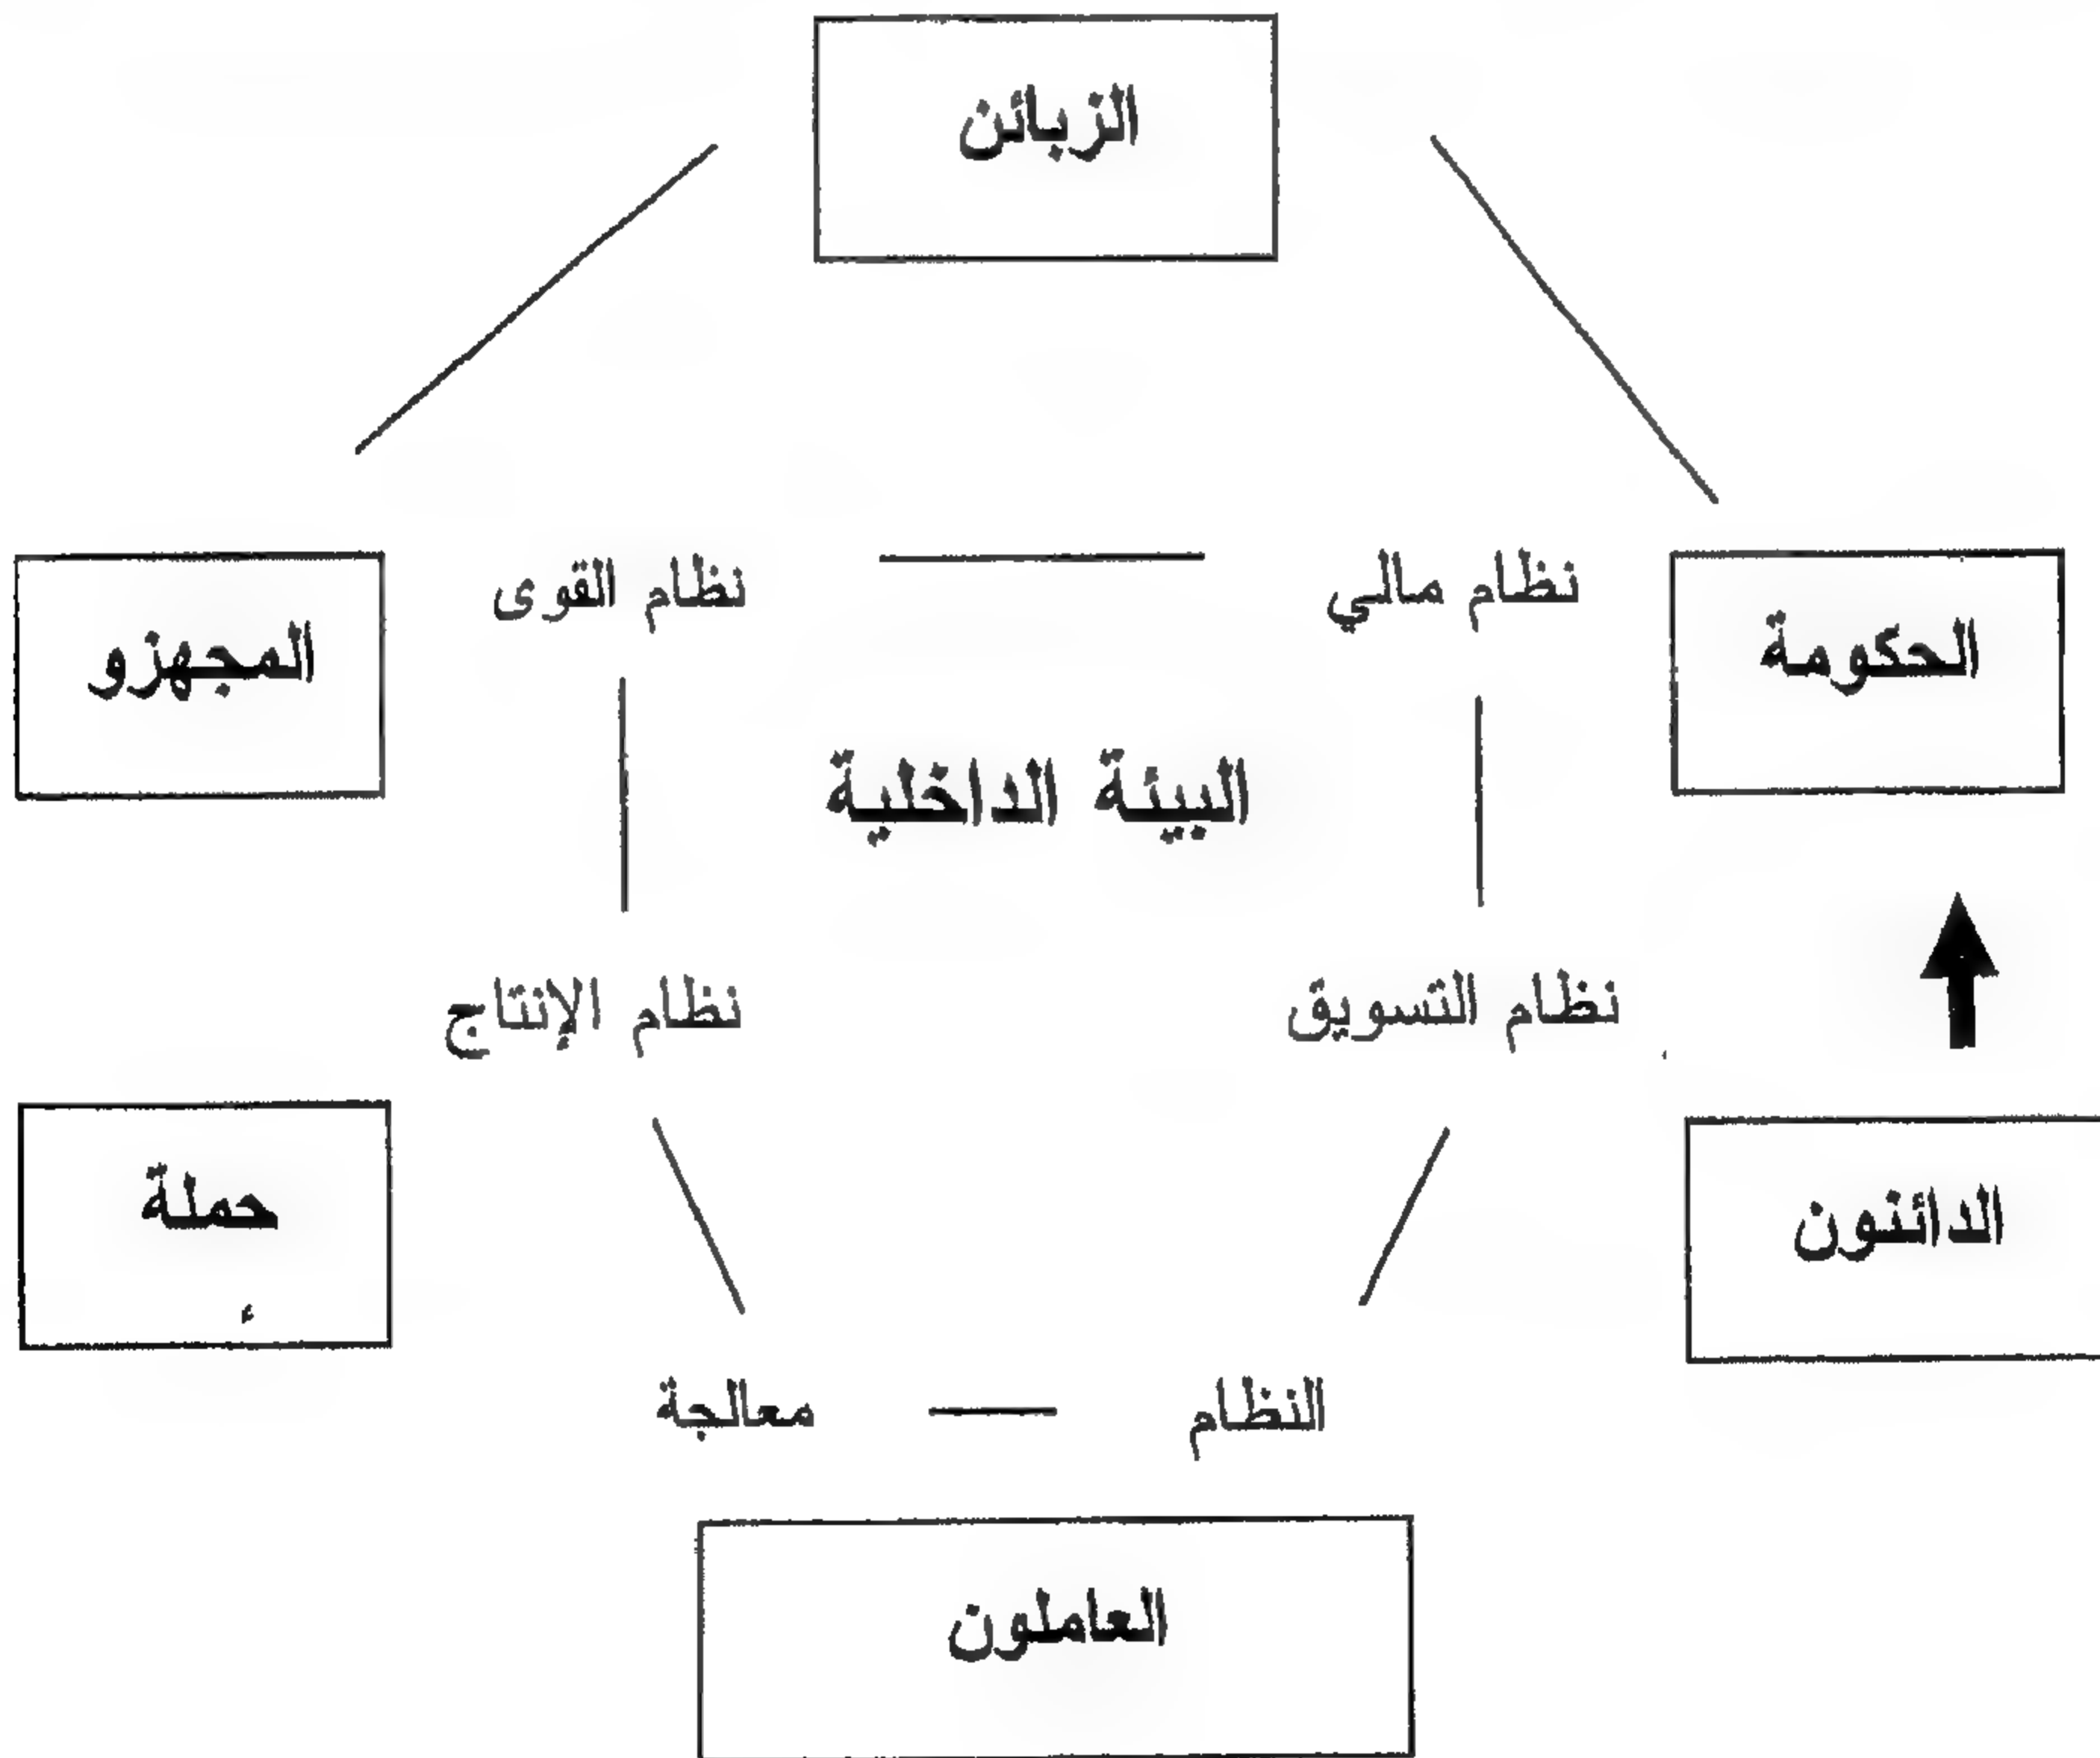 الزبائن
نظام مالي
نظام القوى
الحكومة
المجهزو
البيئة الداخلية
نظام التسويق
نظام الإنتاج
الدائنون
حملة
النظام
معالجة
العاملون